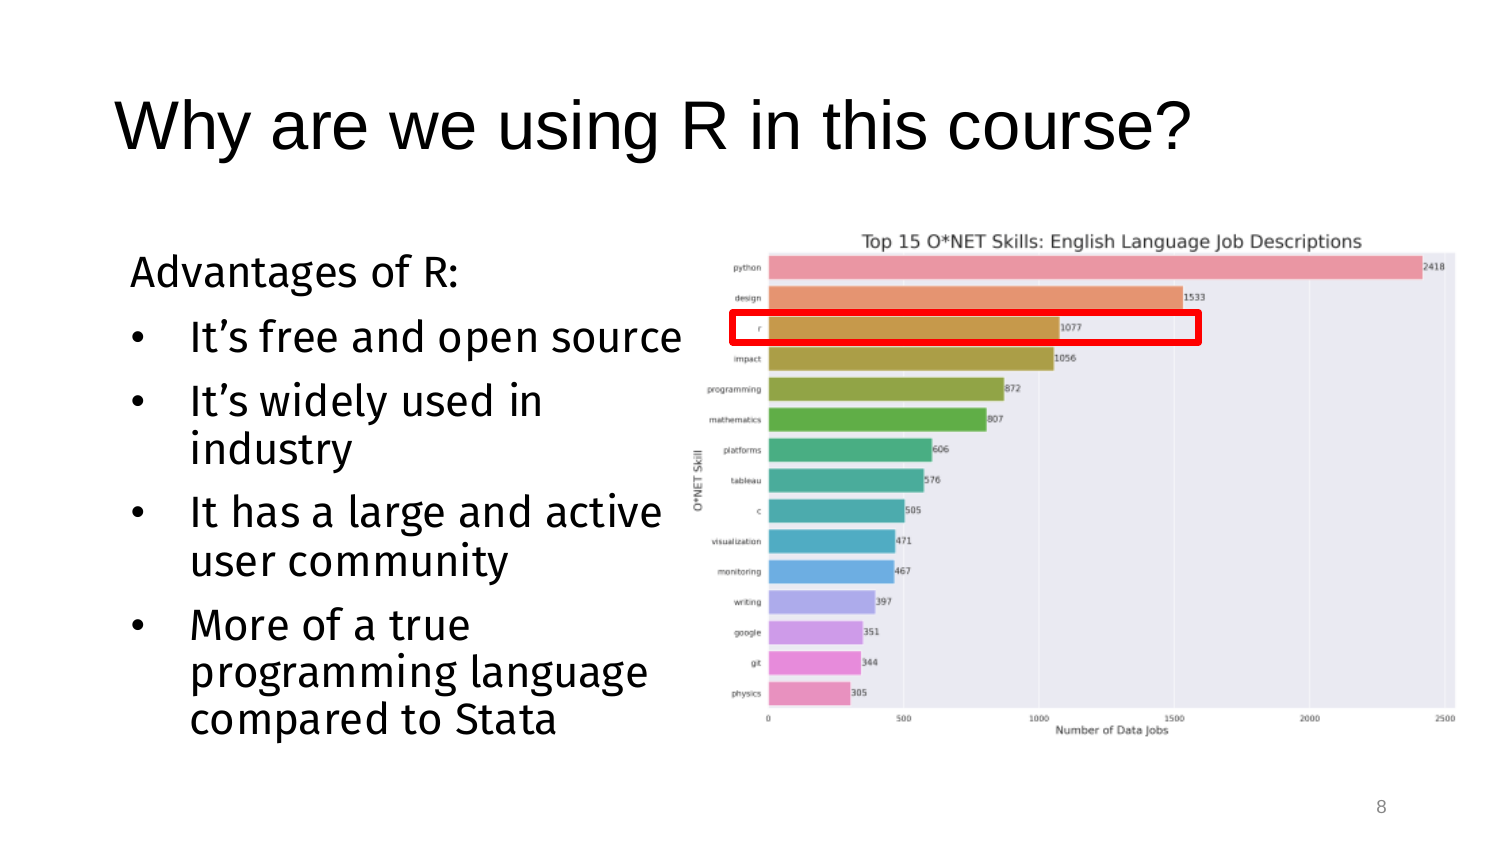 Why are we using R in this course?
Advantages of R:
• It’s free and open source
• It’s widely used in
industry
• It has a large and active
user community
• More of a true
programming language
compared to Stata
Top 15 O*NET Skills: English Language Job Descriptions
O*NET Skill
python 2418
design 1533
r 1077
impact 1056
programming 872
mathematics 807
platforms 606
tableau 576
c 505
visualization 471
monitoring 467
writing 397
google 351
git 344
physics 305
0 500 1000 1500 2000 2500
Number of Data Jobs
8